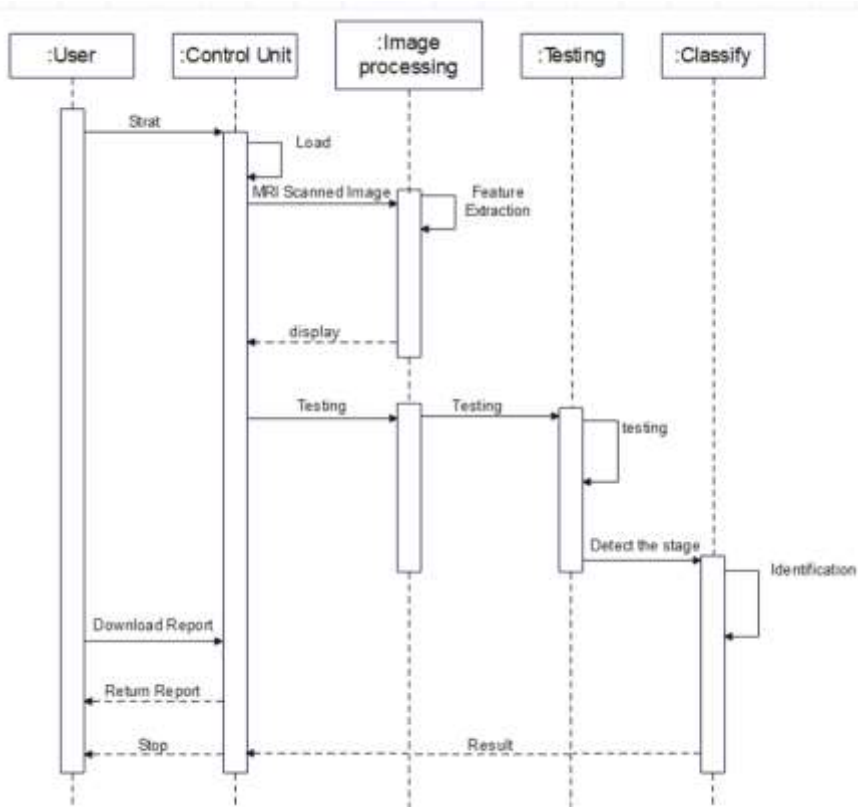 :User
:Control Unit
:Image
processing
:Testing
:Classify
Strat
Load
MRI Scanned Image
Feature
Extraction
display
Testing
Testing
testing
Detect the stage
Identification
Download Report
Return Report
Stop
Result